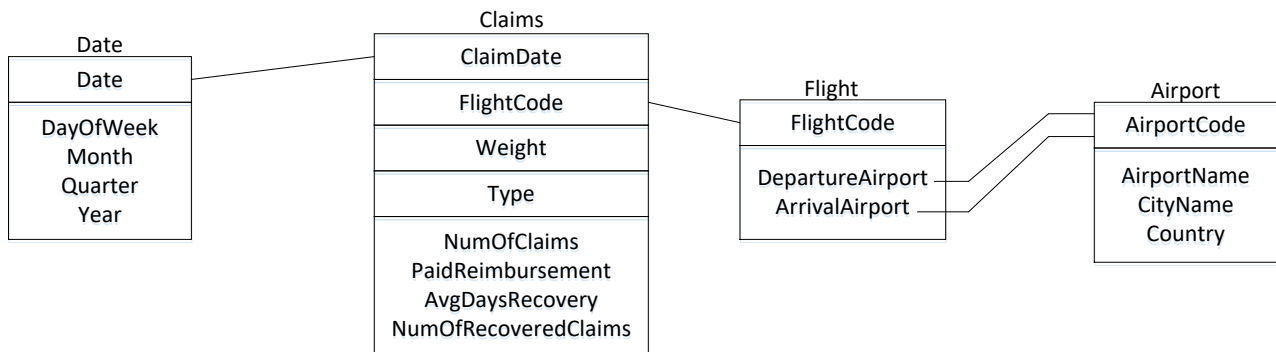 Date
Date
DayOfWeek
Month
Quarter
Year
Claims
ClaimDate
FlightCode
Weight
Type
NumOfClaims
PaidReimbursement
AvgDaysRecovery
NumOfRecoveredClaims
Flight
FlightCode
DepartureAirport
ArrivalAirport
Airport
AirportCode
AirportName
CityName
Country